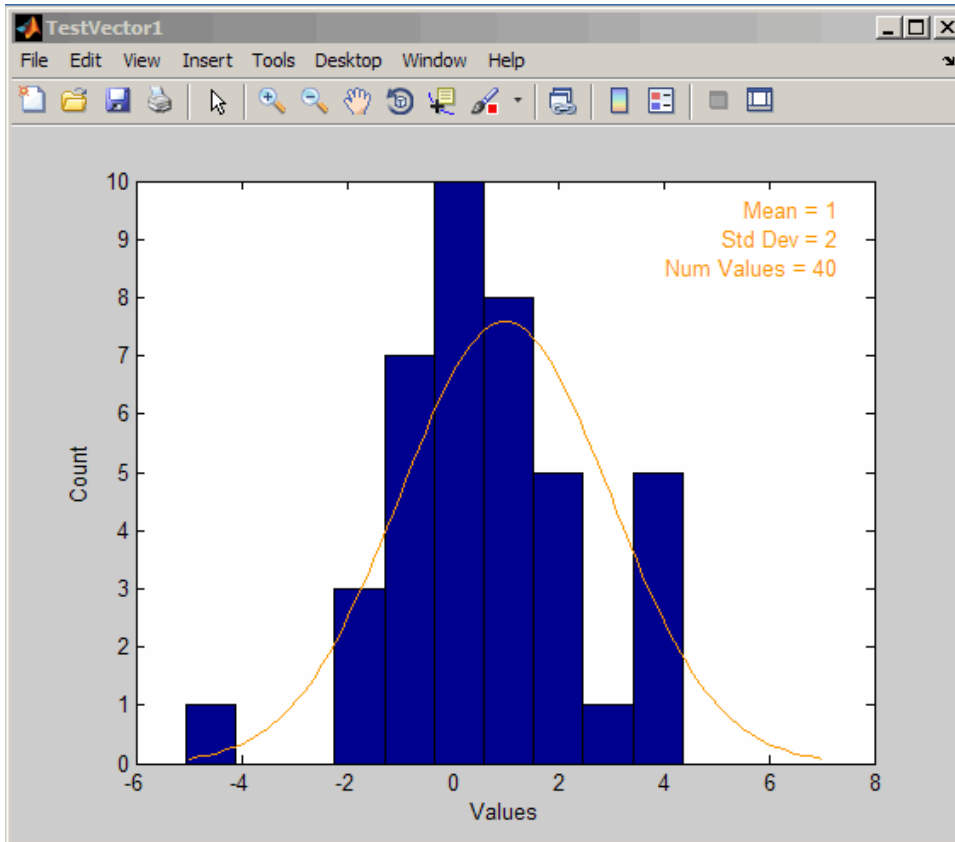 TestVector1
File Edit View Insert Tools Desktop Window Help
Mean = 1
Std Dev = 2
Num Values = 40
10
9
8
7
6
5
4
3
2
1
0
Count
-6 -4 -2 0 2 4 6 8
Values